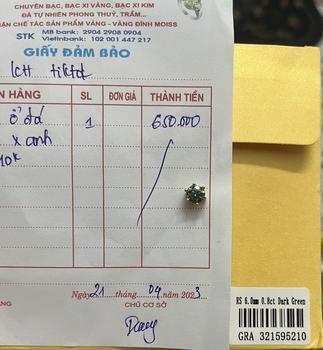 CHUYÊN BẠC, BẠC XI VÀNG, BẠC XI KIM
ĐÁ TỰ NHIÊN PHONG THUỶ, TRẦM...
ẬN CHẾ TÁC SẢN PHẨM VÀNG - VÀNG ĐÍNH MOISS
STK
MB bank: 2904 2908 0904
Vietinbank: 102 001 447 217
GIẤY ĐẢM BẢO
LCH tiktok
N HÀNG SL ĐƠN GIÁ THÀNH TIỀN
ổ đá 1 650.000
x anh
10K
Ngày 21 tháng 04 năm 2023
ÀNG CHỦ CƠ SỞ
RS 6.0mm 0.8ct Dark Green
GRA 321595210